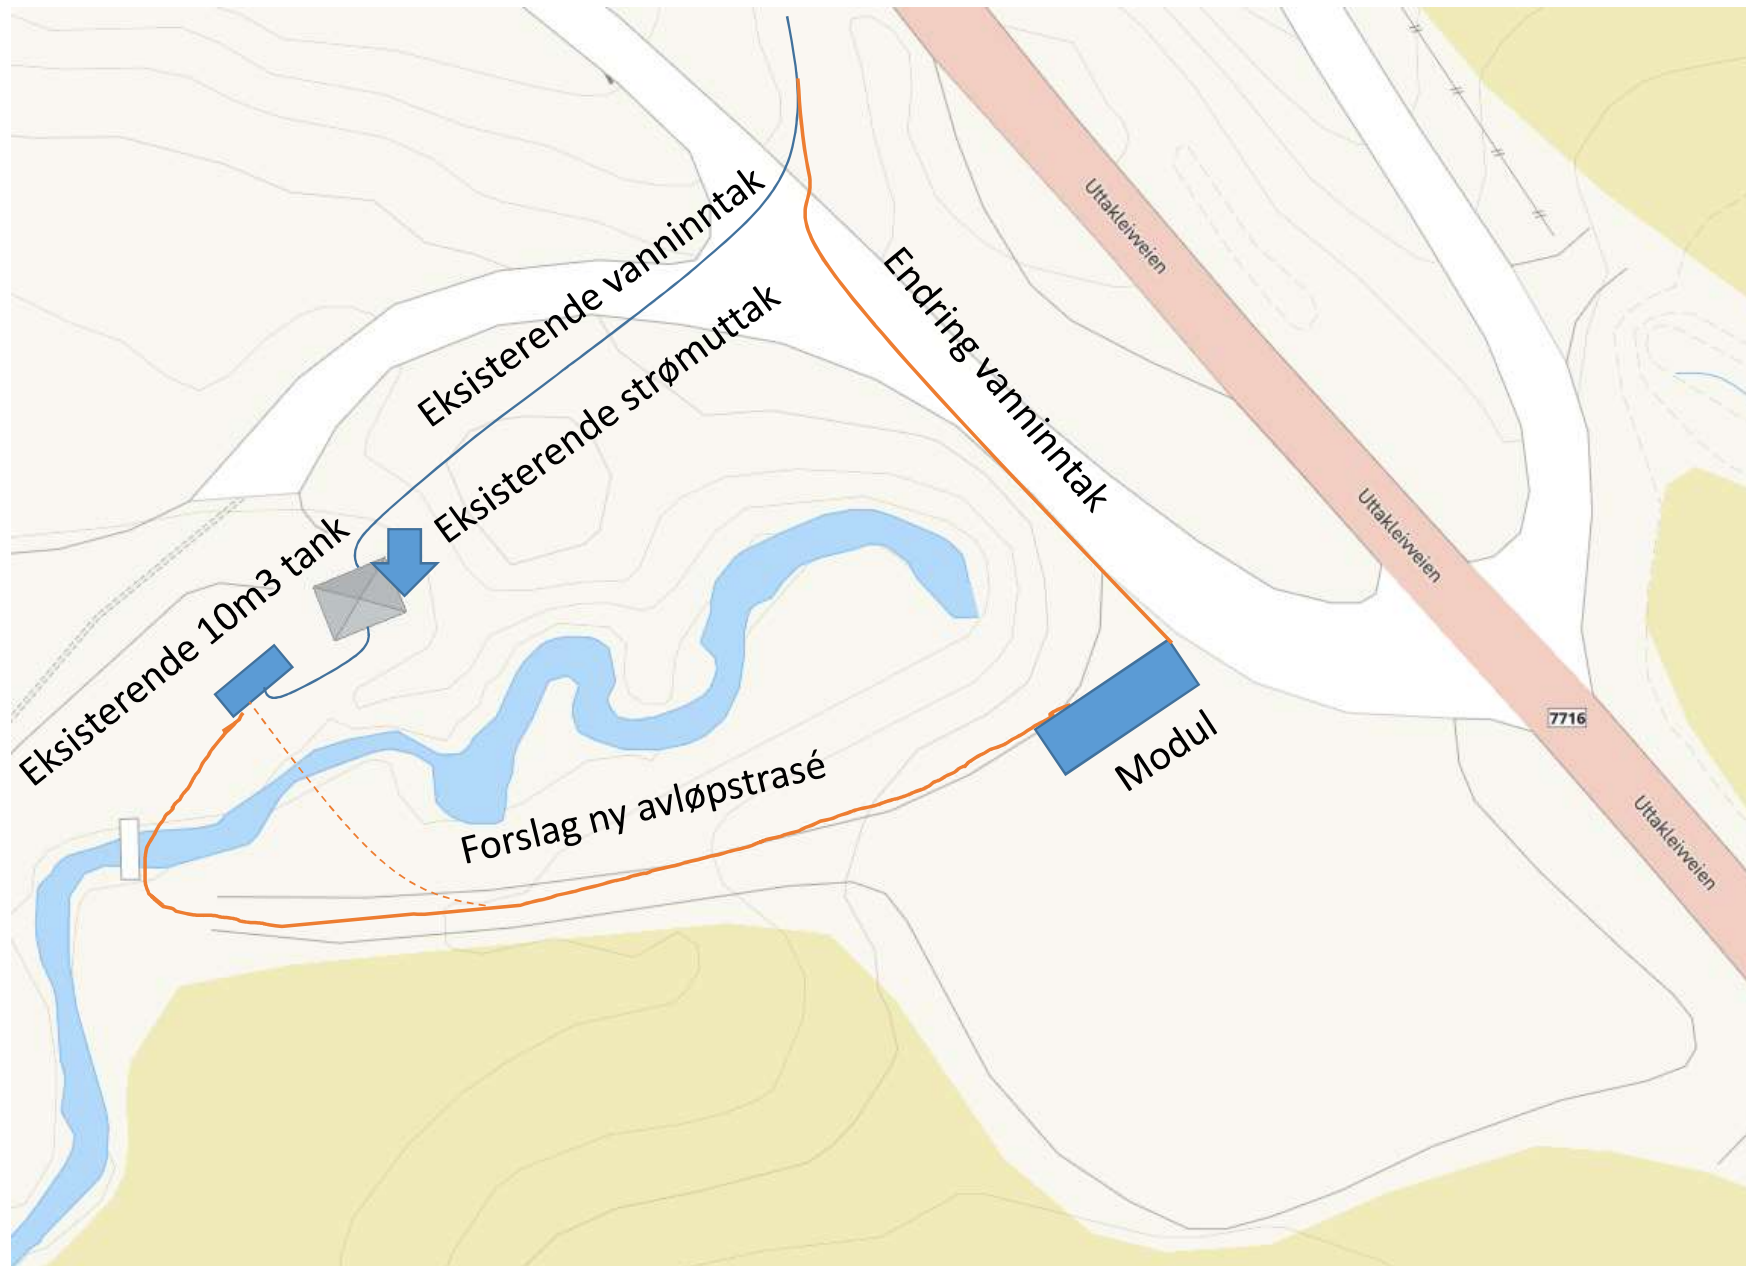 Uttakleivveien
Eksisterende vanninntak
Endring vanninntak
Eksisterende strømuttak
Uttakleivveien
Eksisterende 10m3 tank
7716
Modul
Forslag ny avløpstrasé
Uttakleivveien